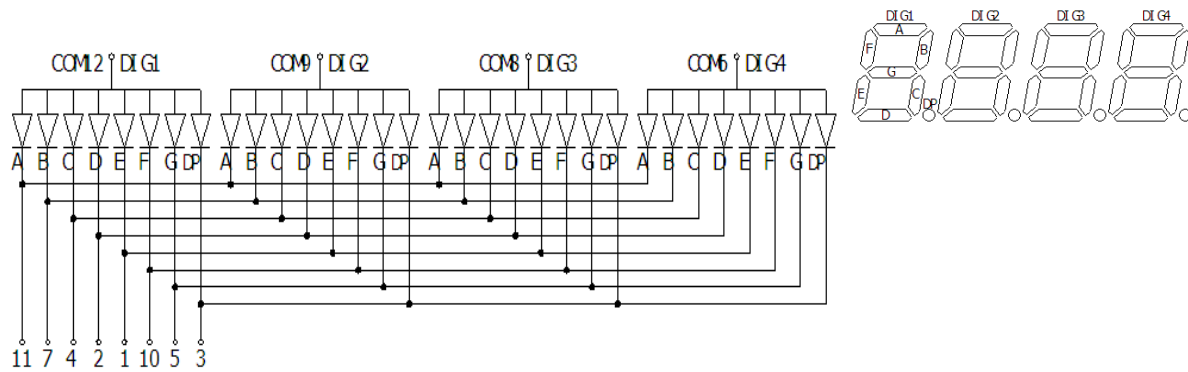 COM12 DIG1 COM9 DIG2 COM8 DIG3 COM6 DIG4
A B C D E F G DP A B C D E F G DP A B C D E F G DP A B C D E F G DP
11 7 4 2 1 10 5 3
DIG1 DIG2 DIG3 DIG4
A
F B
G
E C DP
D